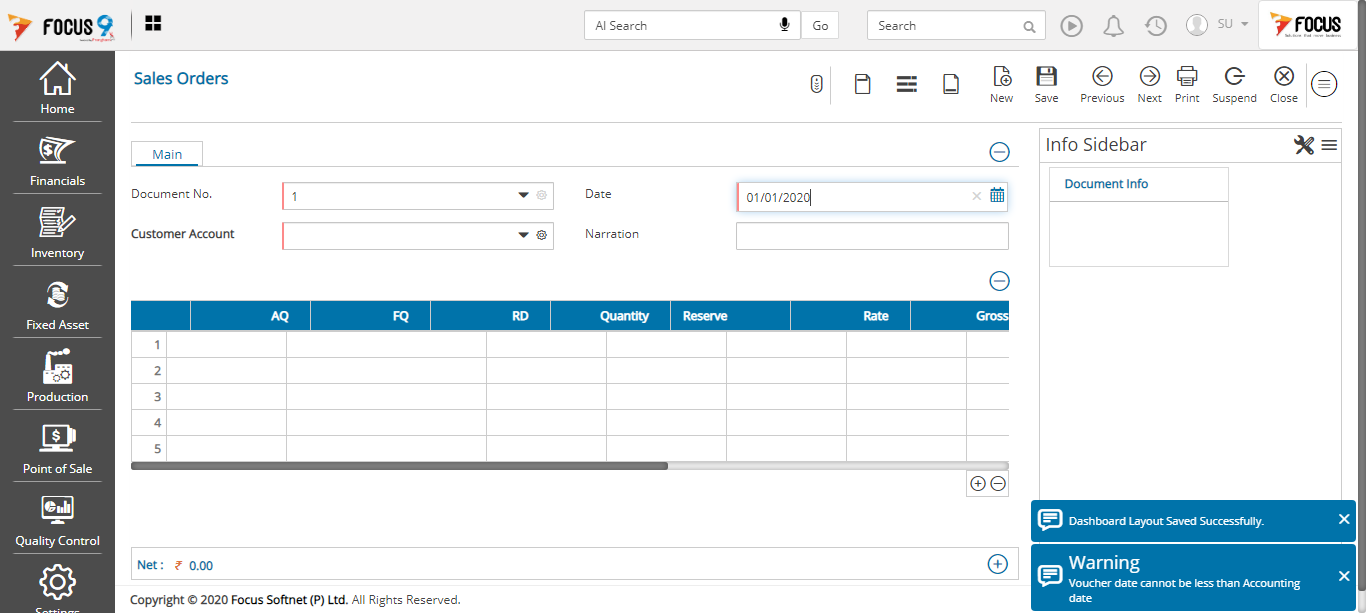 FOCUS 9
AI Search
Go
Search
SU
FOCUS
Home
Financials
Inventory
Fixed Asset
Production
Point of Sale
Quality Control
Settings
Sales Orders
New
Save
Previous
Next
Print
Suspend
Close
Main
Document No.
1
Date
01/01/2020
Customer Account
Narration
AQ FQ RD Quantity Reserve Rate Gross
1
2
3
4
5
Net : ₹ 0.00
Info Sidebar
Document Info
Dashboard Layout Saved Successfully.
Warning
Voucher date cannot be less than Accounting
date
Copyright © 2020 Focus Softnet (P) Ltd. All Rights Reserved.